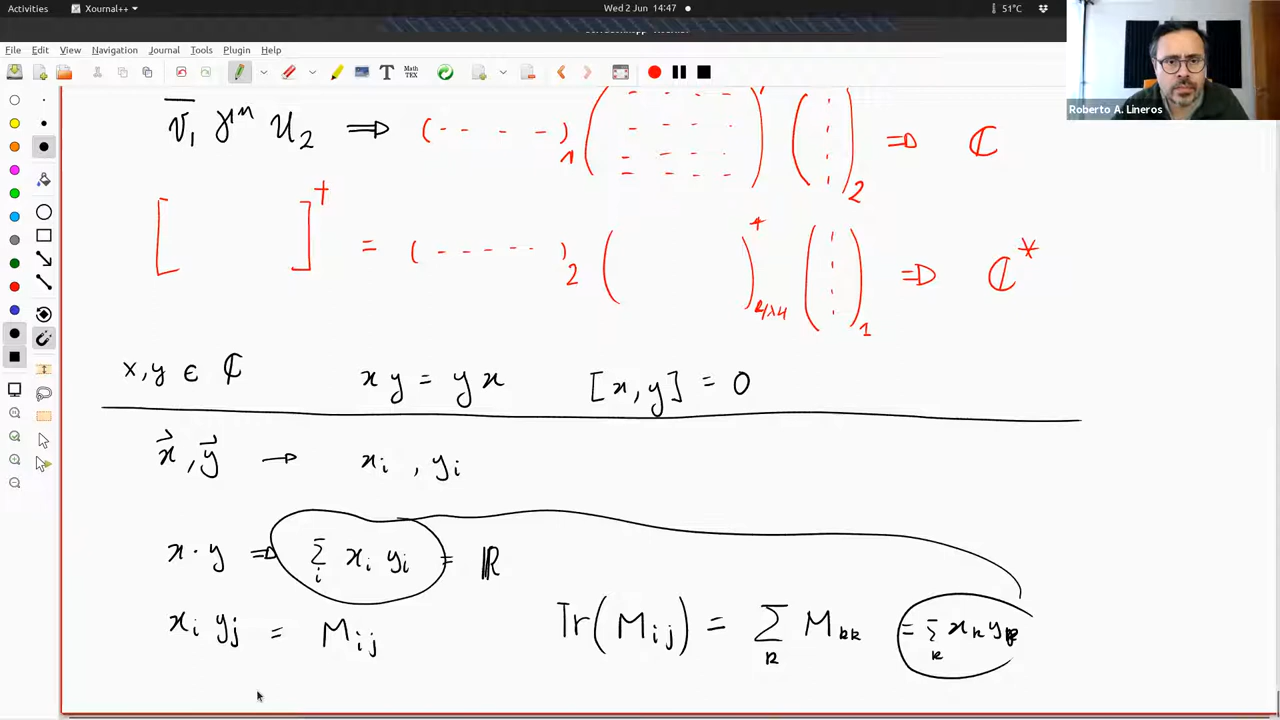 Activities
Xournal++
Wed 2 Jun 14:47
51°C
File Edit View Navigation Journal Tools Plugin Help
Roberto A. Lineros
v̅₁ γᵐ u₂ ⟹ (-- -- - -)₁ ( ) ( )₂ ⇒ ℂ
[ ]† = (-- -- --)₂ ( )⁺₄ₓ₄ ( )₁ ⇒ ℂ*
x, y ∈ ℂ xy = yx [x, y] = 0
x⃗, y⃗ → xᵢ, yᵢ
x · y ⇒ Σᵢ xᵢ yᵢ = ℝ
xᵢ yⱼ = Mᵢⱼ Tr(Mᵢⱼ) = Σₖ Mₖₖ = Σₖ xₖ yₖ